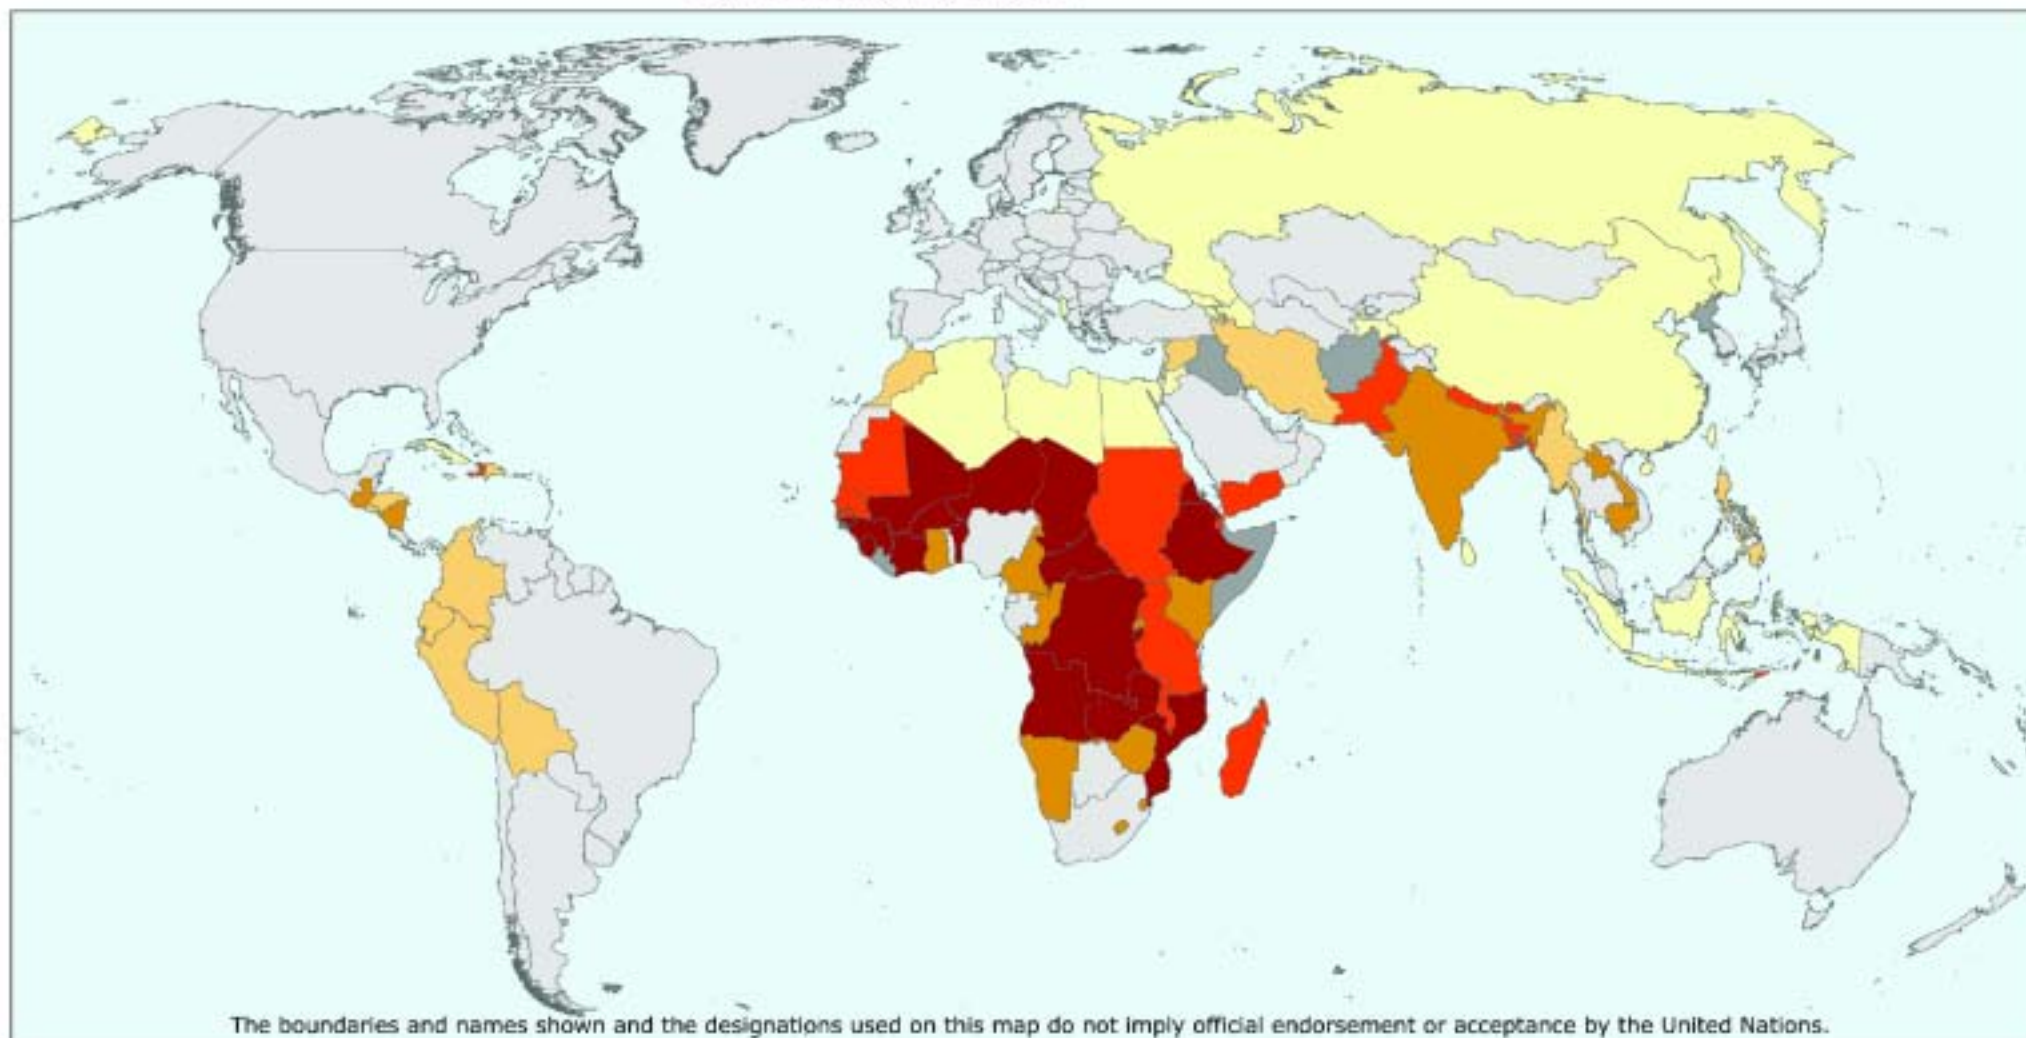 The boundaries and names shown and the designations used on this map do not imply official endorsement or acceptance by the United Nations.